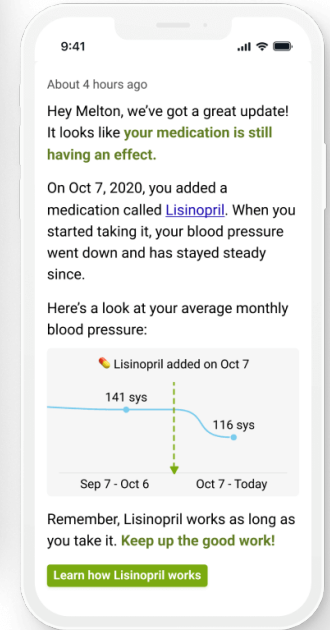 9:41
About 4 hours ago
Hey Melton, we’ve got a great update!
It looks like your medication is still
having an effect.
On Oct 7, 2020, you added a
medication called Lisinopril. When you
started taking it, your blood pressure
went down and has stayed steady
since.
Here’s a look at your average monthly
blood pressure:
Lisinopril added on Oct 7
141 sys
116 sys
Sep 7 - Oct 6
Oct 7 - Today
Remember, Lisinopril works as long as
you take it. Keep up the good work!
Learn how Lisinopril works